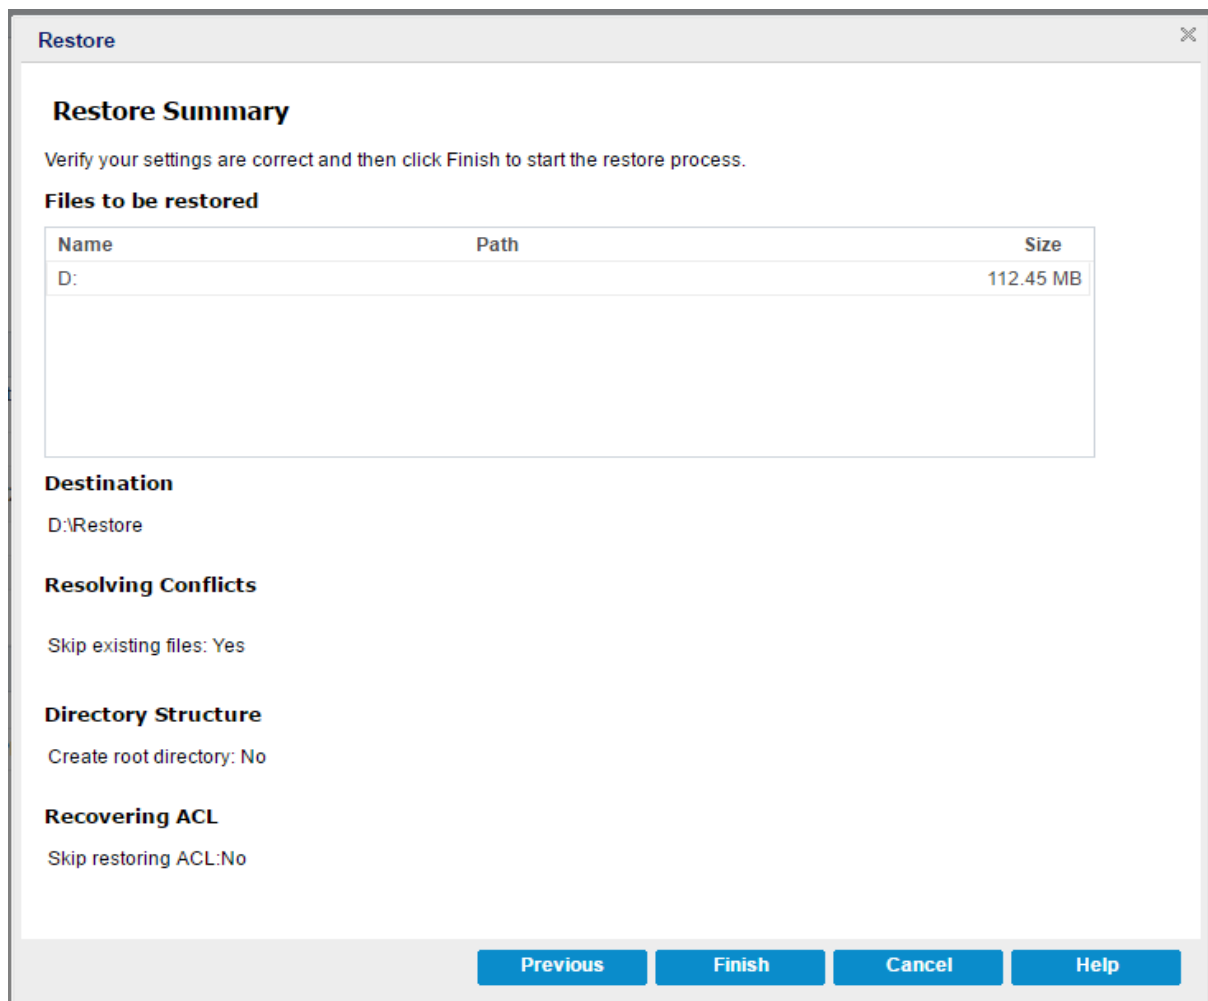 Restore
Restore Summary
Verify your settings are correct and then click Finish to start the restore process.
Files to be restored
Name Path Size
D: 112.45 MB
Destination
D:\Restore
Resolving Conflicts
Skip existing files: Yes
Directory Structure
Create root directory: No
Recovering ACL
Skip restoring ACL:No
Previous Finish Cancel Help